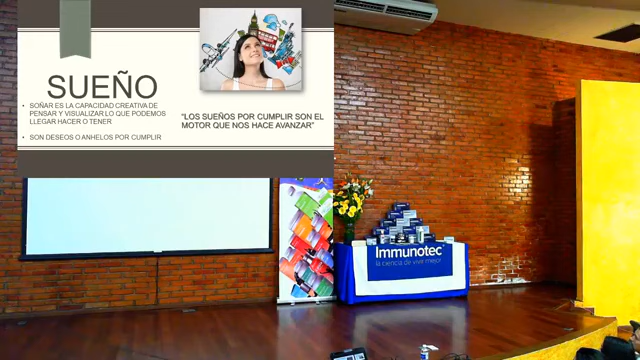 SUEÑO
• SOÑAR ES LA CAPACIDAD CREATIVA DE
PENSAR Y VISUALIZAR LO QUE PODEMOS
LLEGAR HACER O TENER
• SON DESEOS O ANHELOS POR CUMPLIR
"LOS SUEÑOS POR CUMPLIR SON EL
MOTOR QUE NOS HACE AVANZAR"
Immunotec
la ciencia de vivir mejor